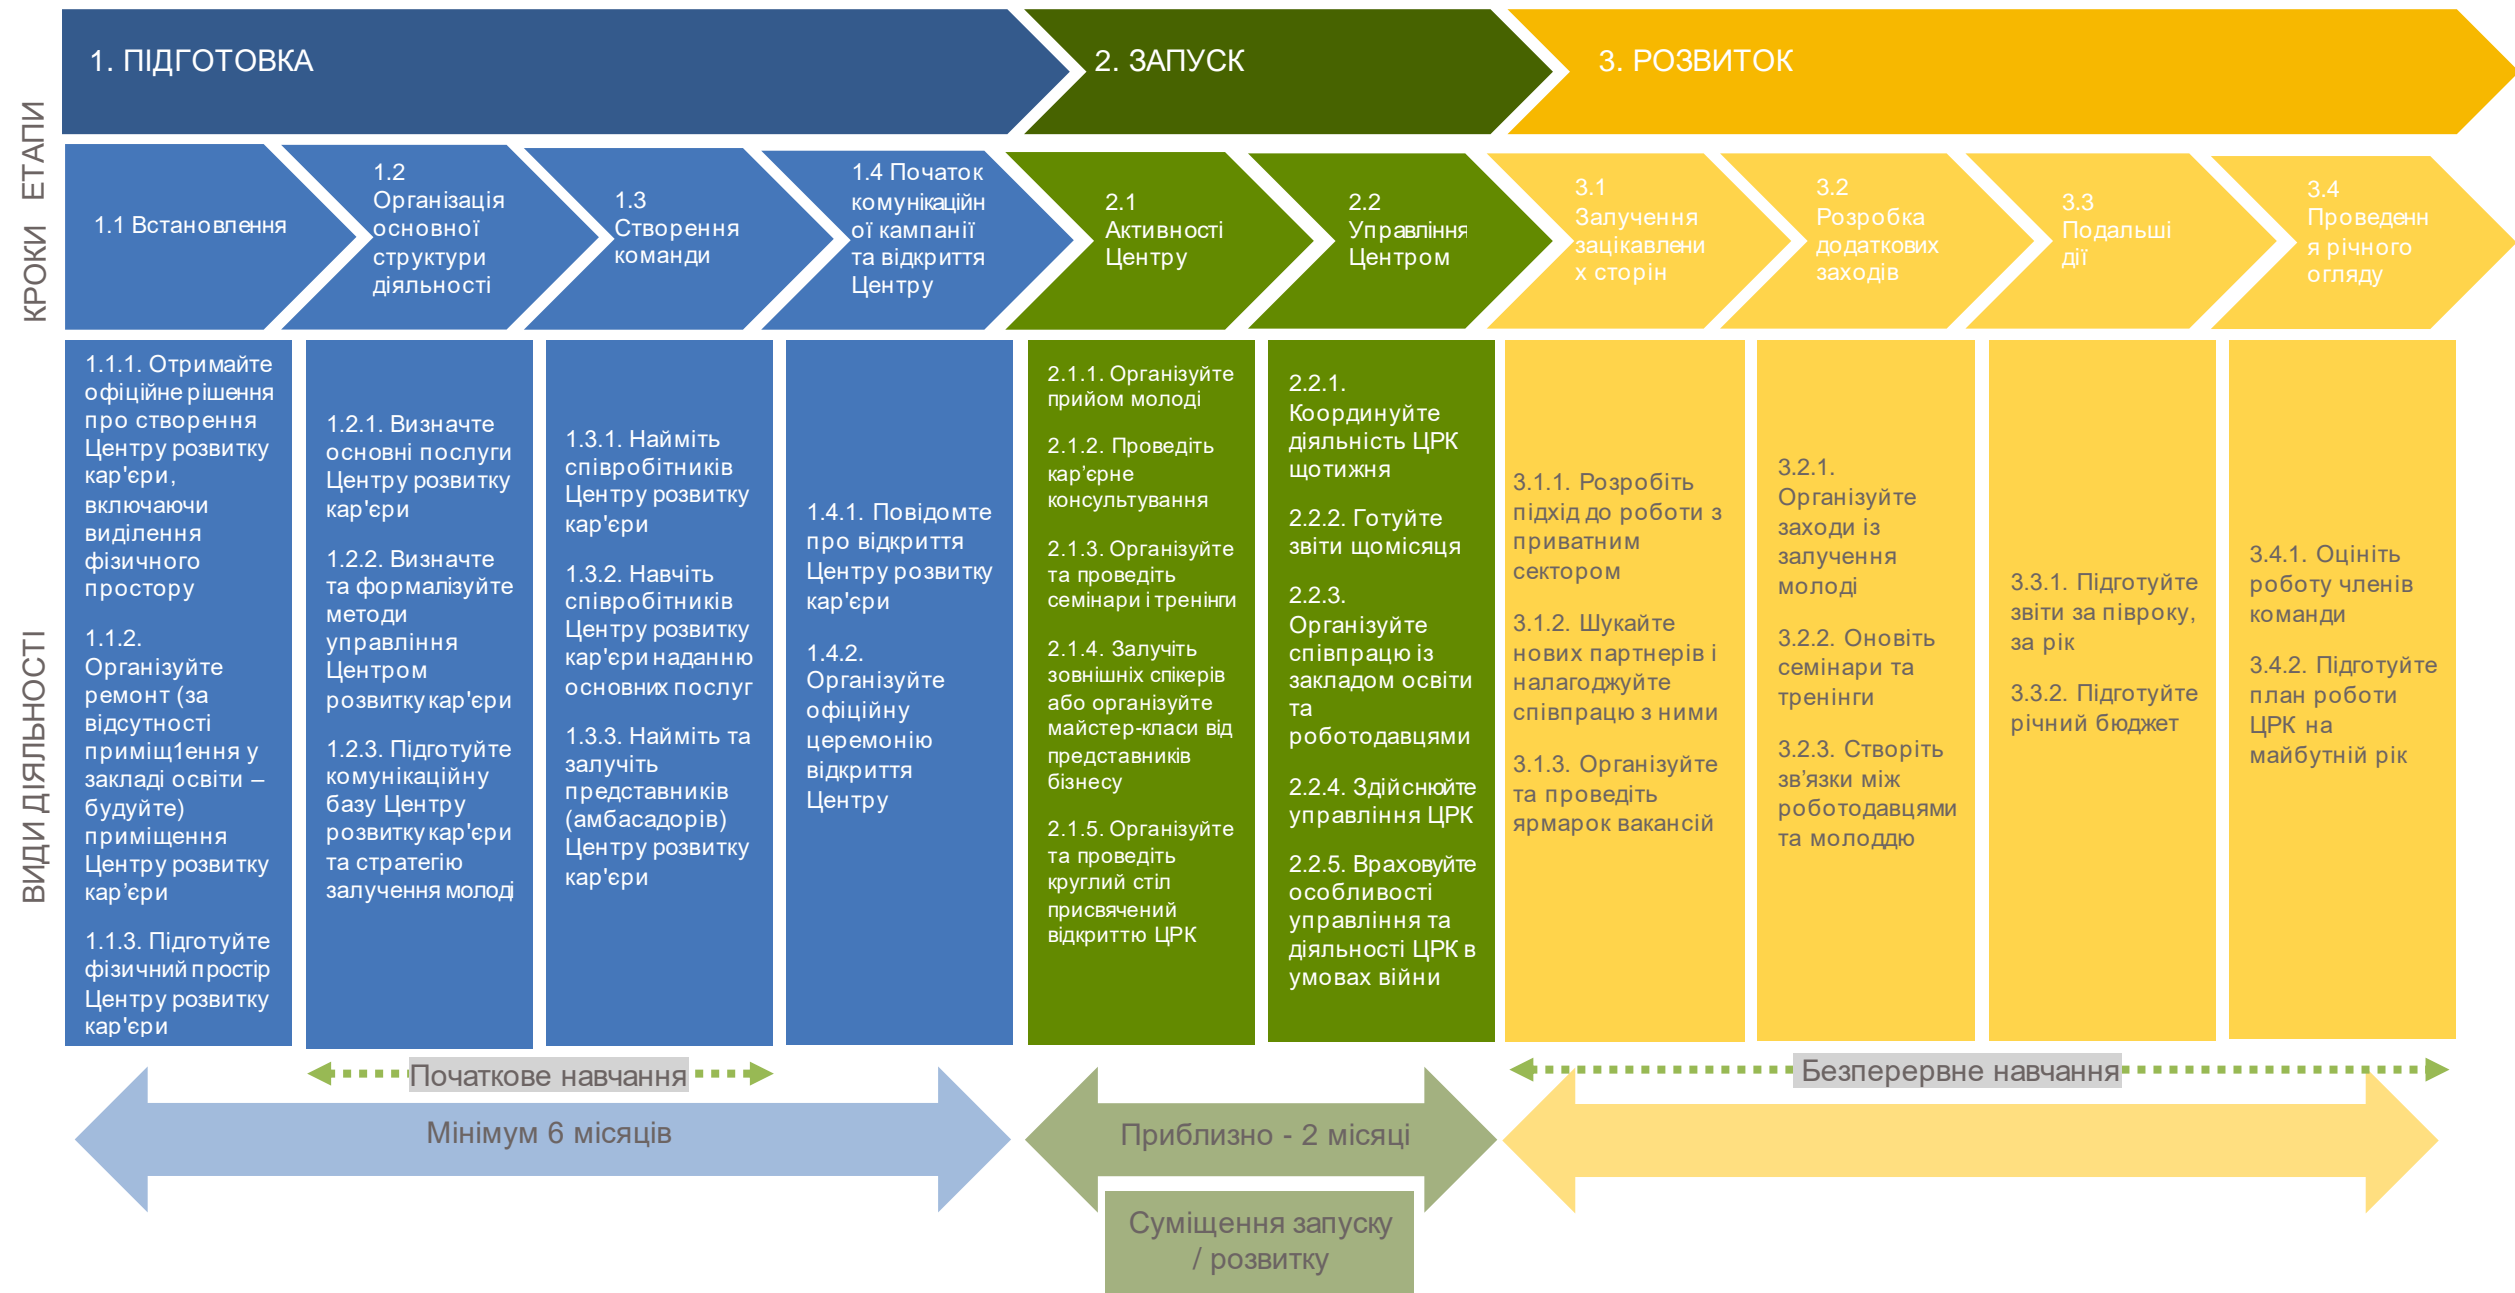 1. ПІДГОТОВКА
2. ЗАПУСК
3. РОЗВИТОК
ЕТАПИ
КРОКИ
1.1 Встановлення
1.2
Організація
основної
структури
діяльності
1.3
Створення
команди
1.4 Початок
комунікаційн
ої кампанії
та відкриття
Центру
2.1
Активності
Центру
2.2
Управління
Центром
3.1
Залучення
зацікавлени
х сторін
3.2
Розробка
додаткових
заходів
3.3
Подальші
дії
3.4
Проведенн
я річного
огляду
ВИДИ ДІЯЛЬНОСТІ
1.1.1. Отримайте
офіційне рішення
про створення
Центру розвитку
кар'єри,
включаючи
виділення
фізичного
простору
1.1.2.
Організуйте
ремонт (за
відсутності
приміщ1ення у
закладі освіти –
будуйте)
приміщення
Центру розвитку
кар’єри
1.1.3. Підготуйте
фізичний простір
Центру розвитку
кар'єри
1.2.1. Визначте
основні послуги
Центру розвитку
кар'єри
1.2.2. Визначте
та формалізуйте
методи
управління
Центром
розвитку кар'єри
1.2.3. Підготуйте
комунікаційну
базу Центру
розвитку кар'єри
та стратегію
залучення молоді
1.3.1. Найміть
співробітників
Центру розвитку
кар'єри
1.3.2. Навчіть
співробітників
Центру розвитку
кар'єри наданню
основних послуг
1.3.3. Найміть та
залучіть
представників
(амбасадорів)
Центру розвитку
кар'єри
1.4.1. Повідомте
про відкриття
Центру розвитку
кар'єри
1.4.2.
Організуйте
офіційну
церемонію
відкриття
Центру
2.1.1. Організуйте
прийом молоді
2.1.2. Проведіть
кар’єрне
консультування
2.1.3. Організуйте
та проведіть
семінари і тренінги
2.1.4. Залучіть
зовнішніх спікерів
або організуйте
майстер-класи від
представників
бізнесу
2.1.5. Організуйте
та проведіть
круглий стіл
присвячений
відкриттю ЦРК
2.2.1.
Координуйте
діяльність ЦРК
щотижня
2.2.2. Готуйте
звіти щомісяця
2.2.3.
Організуйте
співпрацю із
закладом освіти
та
роботодавцями
2.2.4. Здійснюйте
управління ЦРК
2.2.5. Враховуйте
особливості
управління та
діяльності ЦРК в
умовах війни
3.1.1. Розробіть
підхід до роботи з
приватним
сектором
3.1.2. Шукайте
нових партнерів і
налагоджуйте
співпрацю з ними
3.1.3. Організуйте
та проведіть
ярмарок вакансій
3.2.1.
Організуйте
заходи із
залучення
молоді
3.2.2. Оновіть
семінари та
тренінги
3.2.3. Створіть
зв’язки між
роботодавцями
та молоддю
3.3.1. Підготуйте
звіти за півроку,
за рік
3.3.2. Підготуйте
річний бюджет
3.4.1. Оцініть
роботу членів
команди
3.4.2. Підготуйте
план роботи
ЦРК на
майбутній рік
Початкове навчання
Безперервне навчання
Мінімум 6 місяців
Приблизно - 2 місяці
Суміщення запуску
/ розвитку